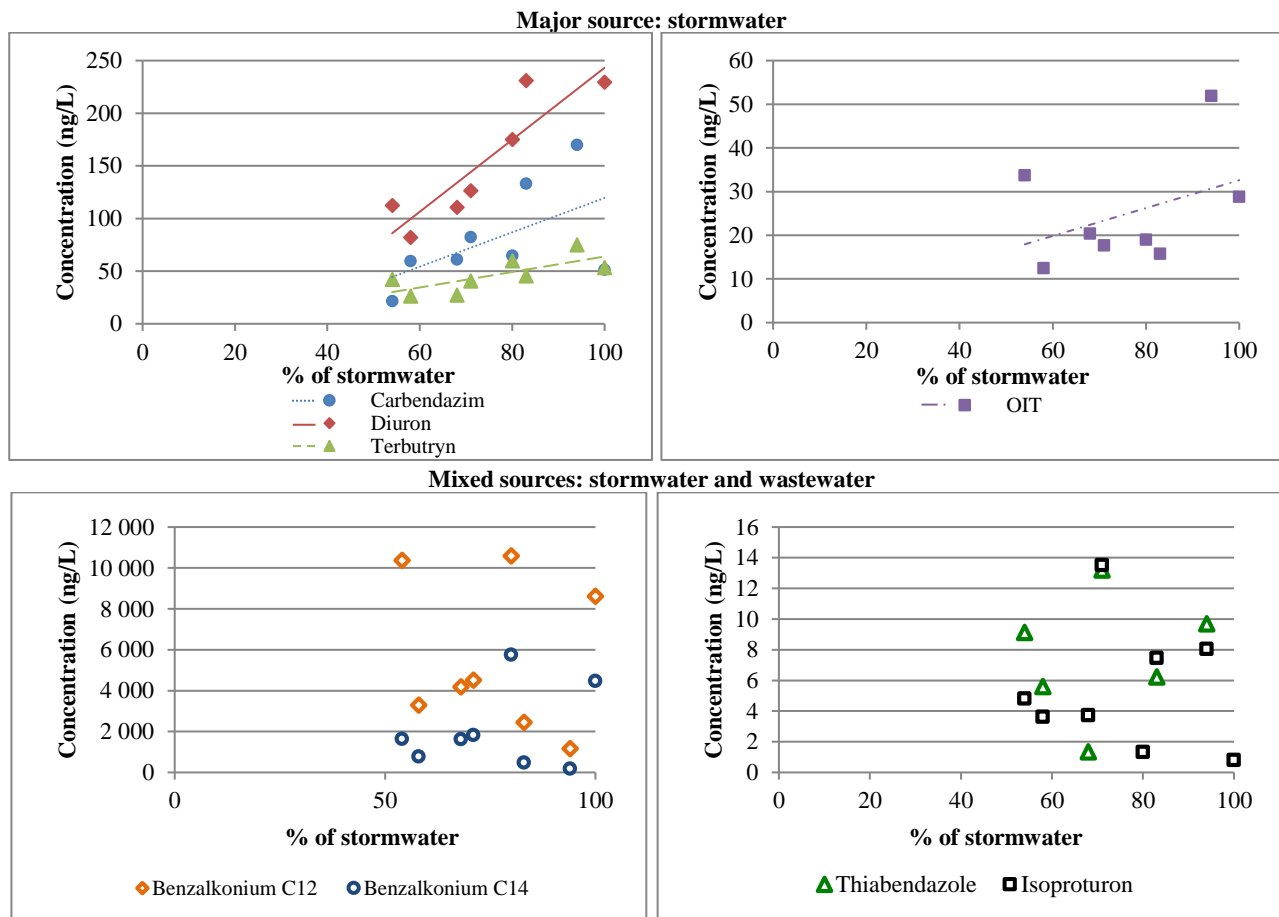 Major source: stormwater
Concentration (ng/L)
250
200
150
100
50
0
0 20 40 60 80 100
% of stormwater
Carbendazim
Diuron
Terbutryn
Concentration (ng/L)
60
50
40
30
20
10
0
0 20 40 60 80 100
% of stormwater
OIT
Mixed sources: stormwater and wastewater
Concentration (ng/L)
12 000
10 000
8 000
6 000
4 000
2 000
0
0 50 100
% of stormwater
Benzalkonium C12 Benzalkonium C14
Concentration (ng/L)
16
14
12
10
8
6
4
2
0
0 20 40 60 80 100
% of stormwater
Thiabendazole Isoproturon